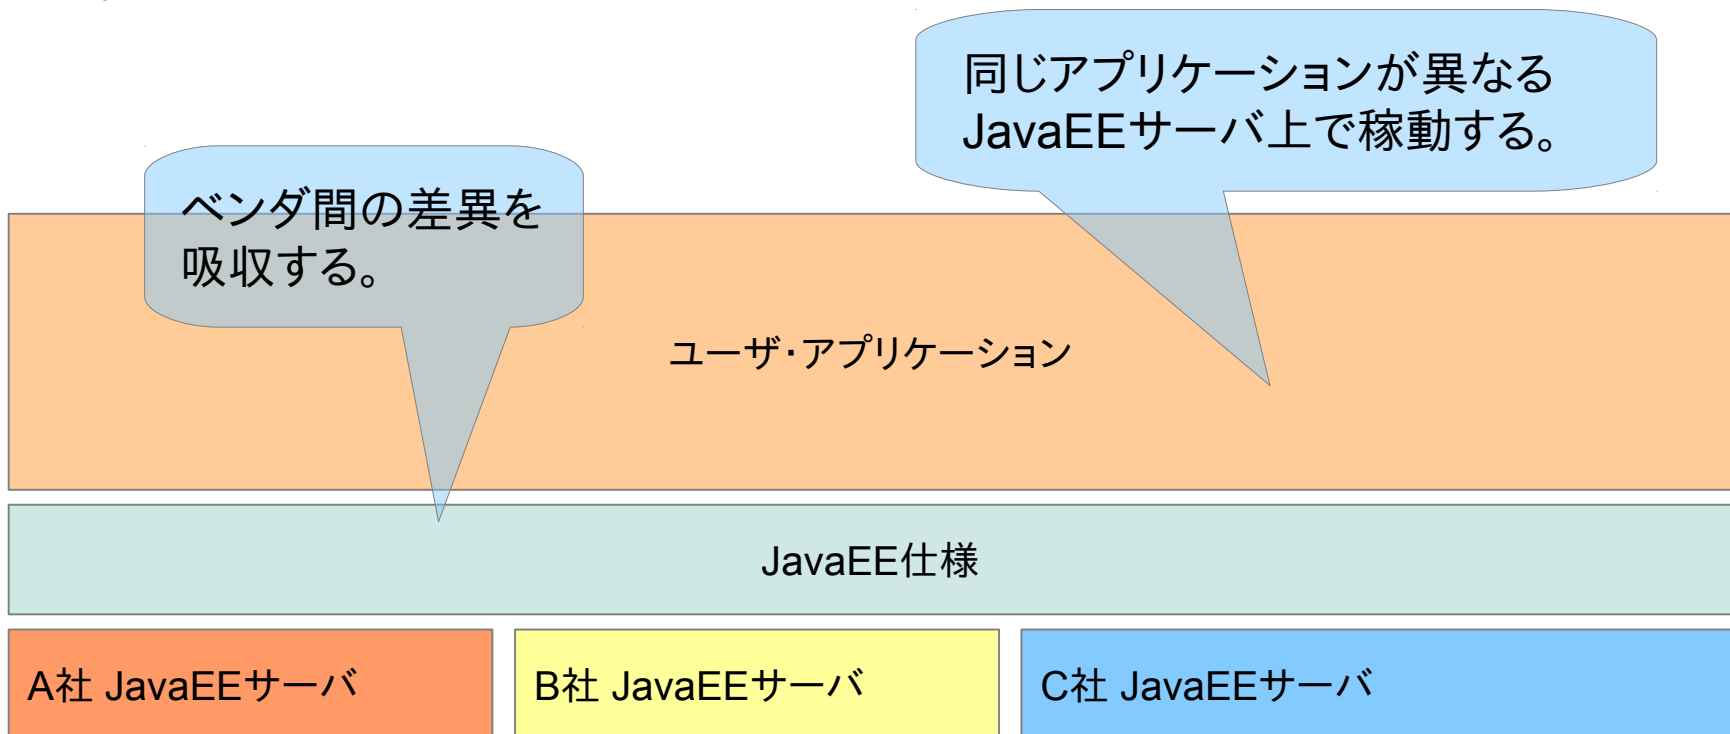 同じアプリケーションが異なる
JavaEEサーバ上で稼動する。
ベンダ間の差異を
吸収する。
ユーザ・アプリケーション
JavaEE仕様
A社 JavaEEサーバ
B社 JavaEEサーバ
C社 JavaEEサーバ